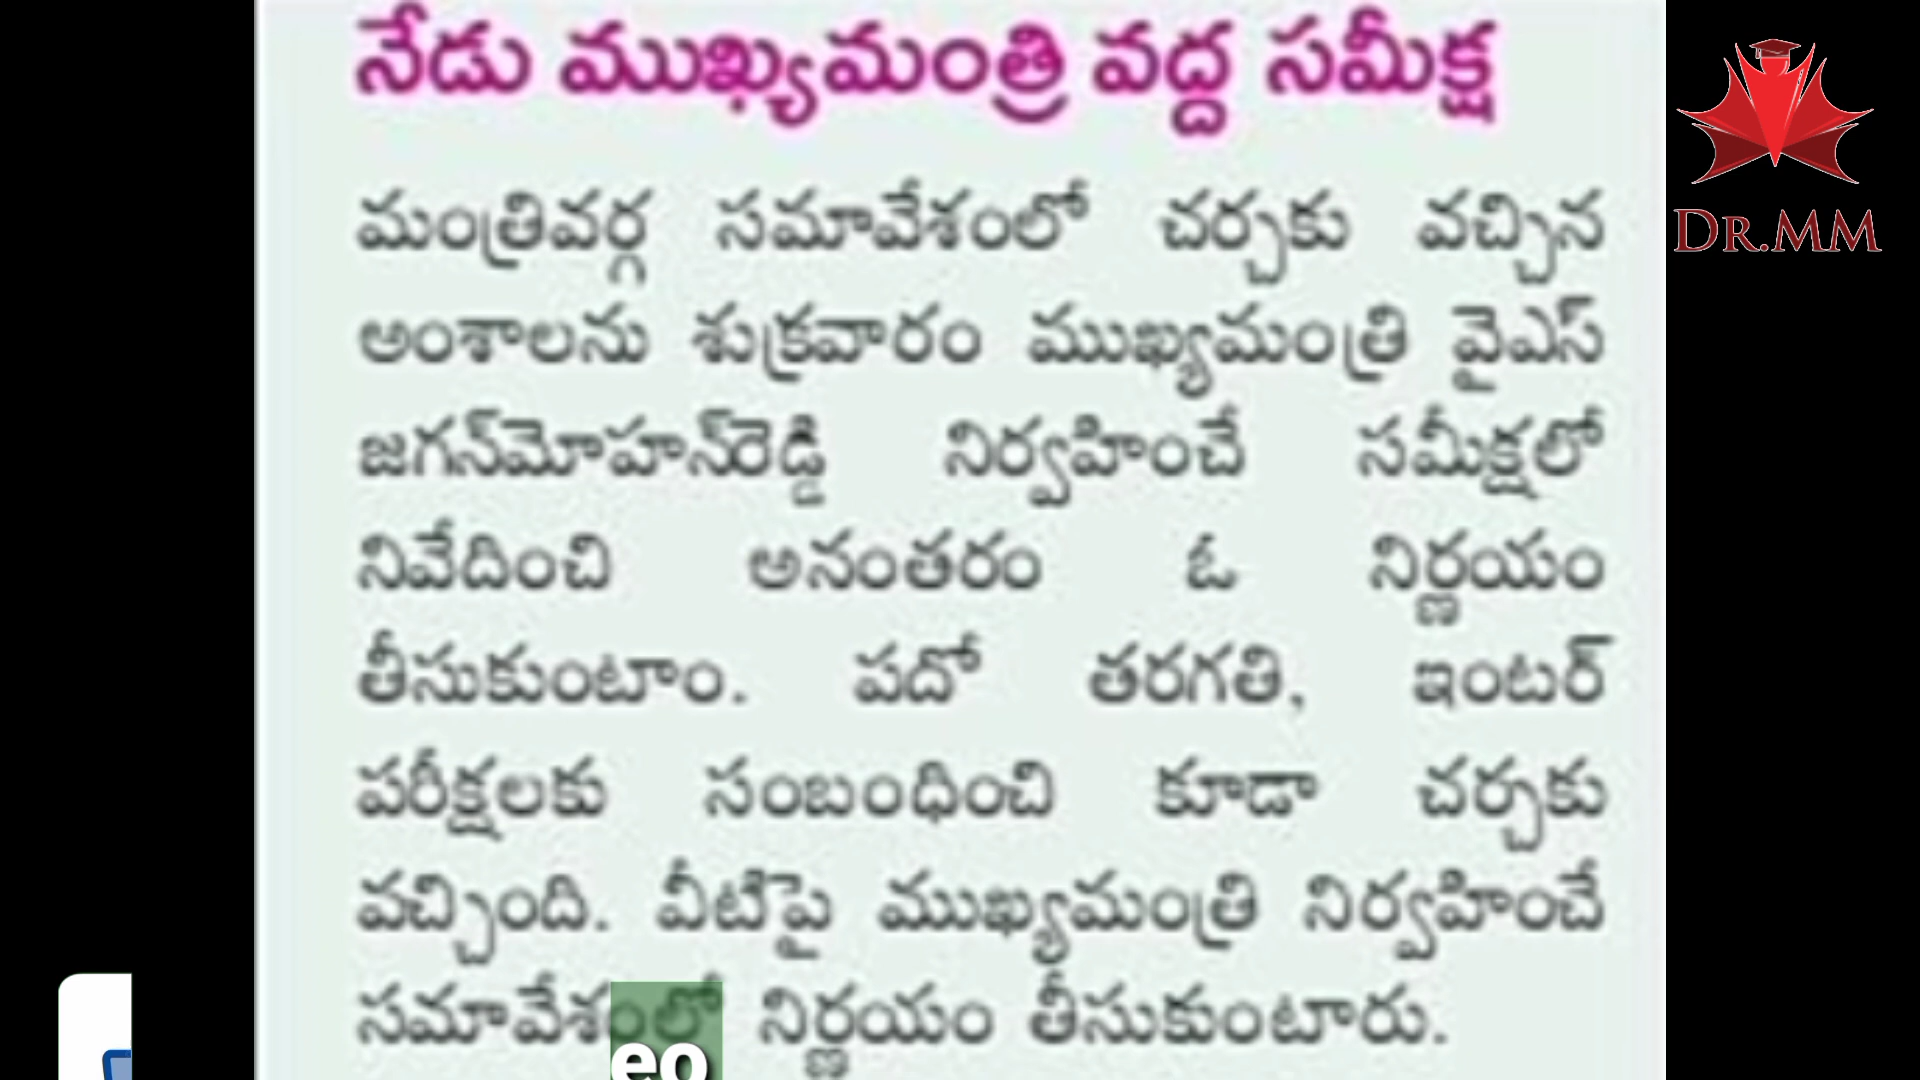 నేడు ముఖ్యమంత్రి వద్ద సమీక్ష
మంత్రివర్గ సమావేశంలో చర్చకు వచ్చిన
అంశాలను శుక్రవారం ముఖ్యమంత్రి వైఎస్
జగన్‌మోహన్‌రెడ్డి నిర్వహించే సమీక్షలో
నివేదించి అనంతరం ఓ నిర్ణయం
తీసుకుంటాం. పదో తరగతి, ఇంటర్
పరీక్షలకు సంబంధించి కూడా చర్చకు
వచ్చింది. వీటిపై ముఖ్యమంత్రి నిర్వహించే
సమావేశంలో నిర్ణయం తీసుకుంటారు.
eo
DR.MM